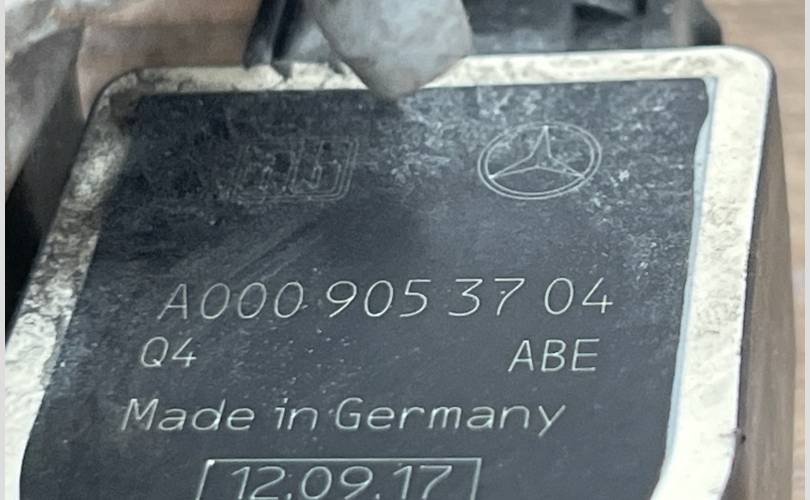 A000 905 37 04
Q4 ABE
Made in Germany
12.09.17